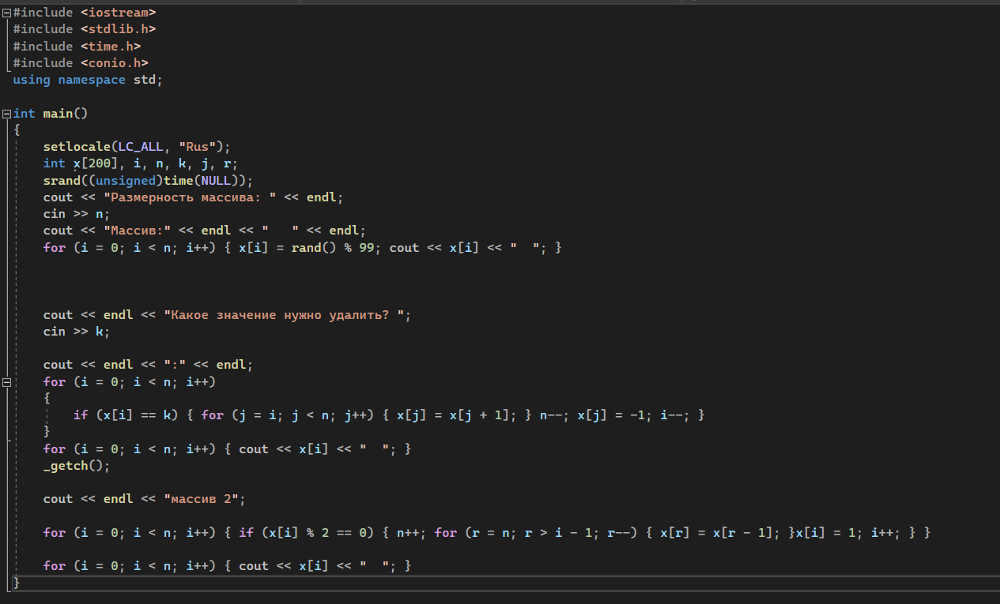 #include <iostream>
#include <stdlib.h>
#include <time.h>
#include <conio.h>
using namespace std;
int main()
{
setlocale(LC_ALL, "Rus");
int x[200], i, n, k, j, r;
srand((unsigned)time(NULL));
cout << "Размерность массива: " << endl;
cin >> n;
cout << "Массив:" << endl << "   " << endl;
for (i = 0; i < n; i++) { x[i] = rand() % 99; cout << x[i] << "  "; }
cout << endl << "Какое значение нужно удалить? ";
cin >> k;
cout << endl << ":" << endl;
for (i = 0; i < n; i++)
{
if (x[i] == k) { for (j = i; j < n; j++) { x[j] = x[j + 1]; } n--; x[j] = -1; i--; }
}
for (i = 0; i < n; i++) { cout << x[i] << "  "; }
_getch();
cout << endl << "массив 2";
for (i = 0; i < n; i++) { if (x[i] % 2 == 0) { n++; for (r = n; r > i - 1; r--) { x[r] = x[r - 1]; }x[i] = 1; i++; } }
for (i = 0; i < n; i++) { cout << x[i] << "  "; }
}